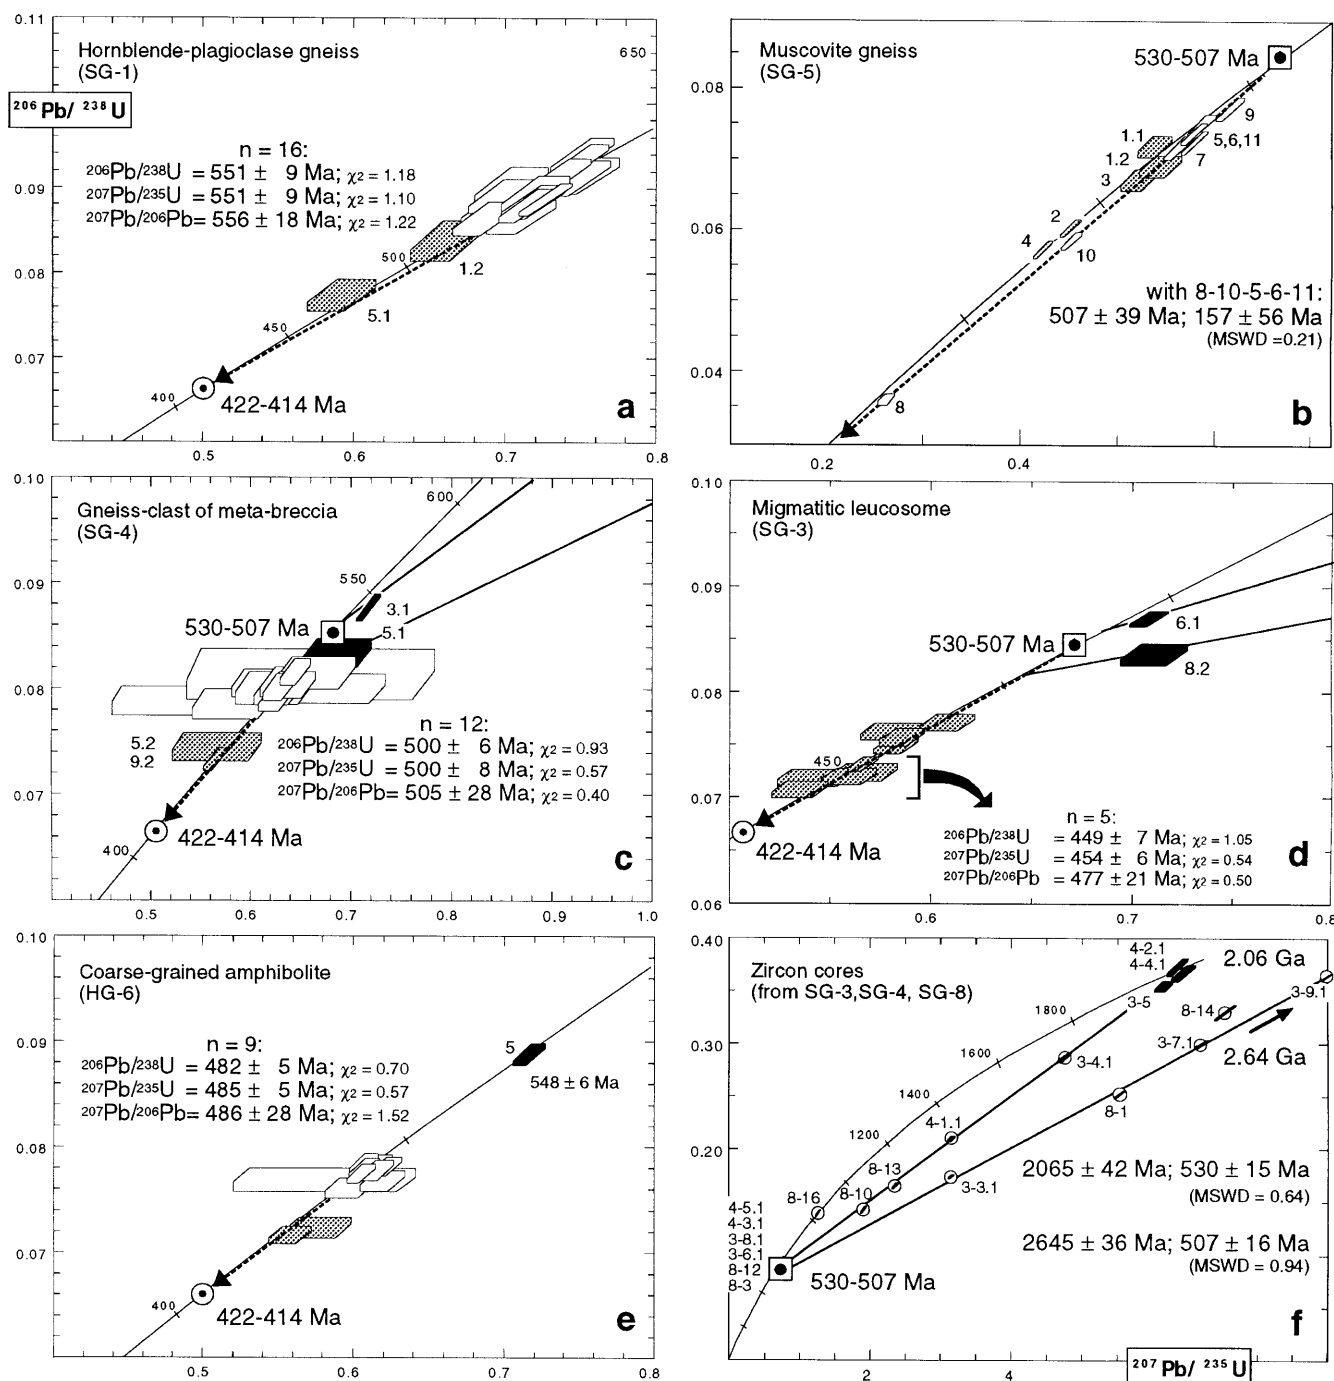 0.11
Hornblende-plagioclase gneiss
(SG-1)
650
²⁰⁶Pb/ ²³⁸U
n = 16:
²⁰⁶Pb/²³⁸U = 551 ± 9 Ma; χ2 = 1.18
²⁰⁷Pb/²³⁵U = 551 ± 9 Ma; χ2 = 1.10
²⁰⁷Pb/²⁰⁶Pb= 556 ± 18 Ma; χ2 = 1.22
0.09
500
1.2
0.08
5.1
450
0.07
400
422-414 Ma
a
0.5
0.6
0.7
0.8
Muscovite gneiss
(SG-5)
530-507 Ma
0.08
9
1.1
5,6,11
1.2
7
3
2
0.06
4
10
with 8-10-5-6-11:
507 ± 39 Ma; 157 ± 56 Ma
(MSWD =0.21)
0.04
8
b
0.2
0.4
0.10
Gneiss-clast of meta-breccia
(SG-4)
600
0.09
550
3.1
530-507 Ma
5.1
0.08
n = 12:
5.2
9.2
²⁰⁶Pb/²³⁸U = 500 ± 6 Ma; χ2 = 0.93
²⁰⁷Pb/²³⁵U = 500 ± 8 Ma; χ2 = 0.57
²⁰⁷Pb/²⁰⁶Pb= 505 ± 28 Ma; χ2 = 0.40
0.07
422-414 Ma
400
c
0.5
0.6
0.7
0.8
0.9
1.0
0.10
Migmatitic leucosome
(SG-3)
0.09
6.1
530-507 Ma
8.2
0.08
450
0.07
n = 5:
²⁰⁶Pb/²³⁸U = 449 ± 7 Ma; χ2 = 1.05
²⁰⁷Pb/²³⁵U = 454 ± 6 Ma; χ2 = 0.54
²⁰⁷Pb/²⁰⁶Pb = 477 ± 21 Ma; χ2 = 0.50
422-414 Ma
d
0.06
0.6
0.7
0.8
0.10
Coarse-grained amphibolite
(HG-6)
0.09
n = 9:
²⁰⁶Pb/²³⁸U = 482 ± 5 Ma; χ2 = 0.70
²⁰⁷Pb/²³⁵U = 485 ± 5 Ma; χ2 = 0.57
²⁰⁷Pb/²⁰⁶Pb= 486 ± 28 Ma; χ2 = 1.52
5
548 ± 6 Ma
0.08
0.07
400
422-414 Ma
e
0.5
0.6
0.7
0.8
0.40
Zircon cores
(from SG-3,SG-4, SG-8)
4-2.1
4-4.1
2.06 Ga
3-5
3-9.1
1800
8-14
0.30
1600
3-7.1
3-4.1
2.64 Ga
1400
8-1
4-1.1
1200
0.20
8-13
3-3.1
2065 ± 42 Ma; 530 ± 15 Ma
(MSWD = 0.64)
8-16
8-10
4-5.1
4-3.1
3-8.1
3-6.1
8-12
8-3
2645 ± 36 Ma; 507 ± 16 Ma
(MSWD = 0.94)
530-507 Ma
f
2
4
²⁰⁷Pb/ ²³⁵U